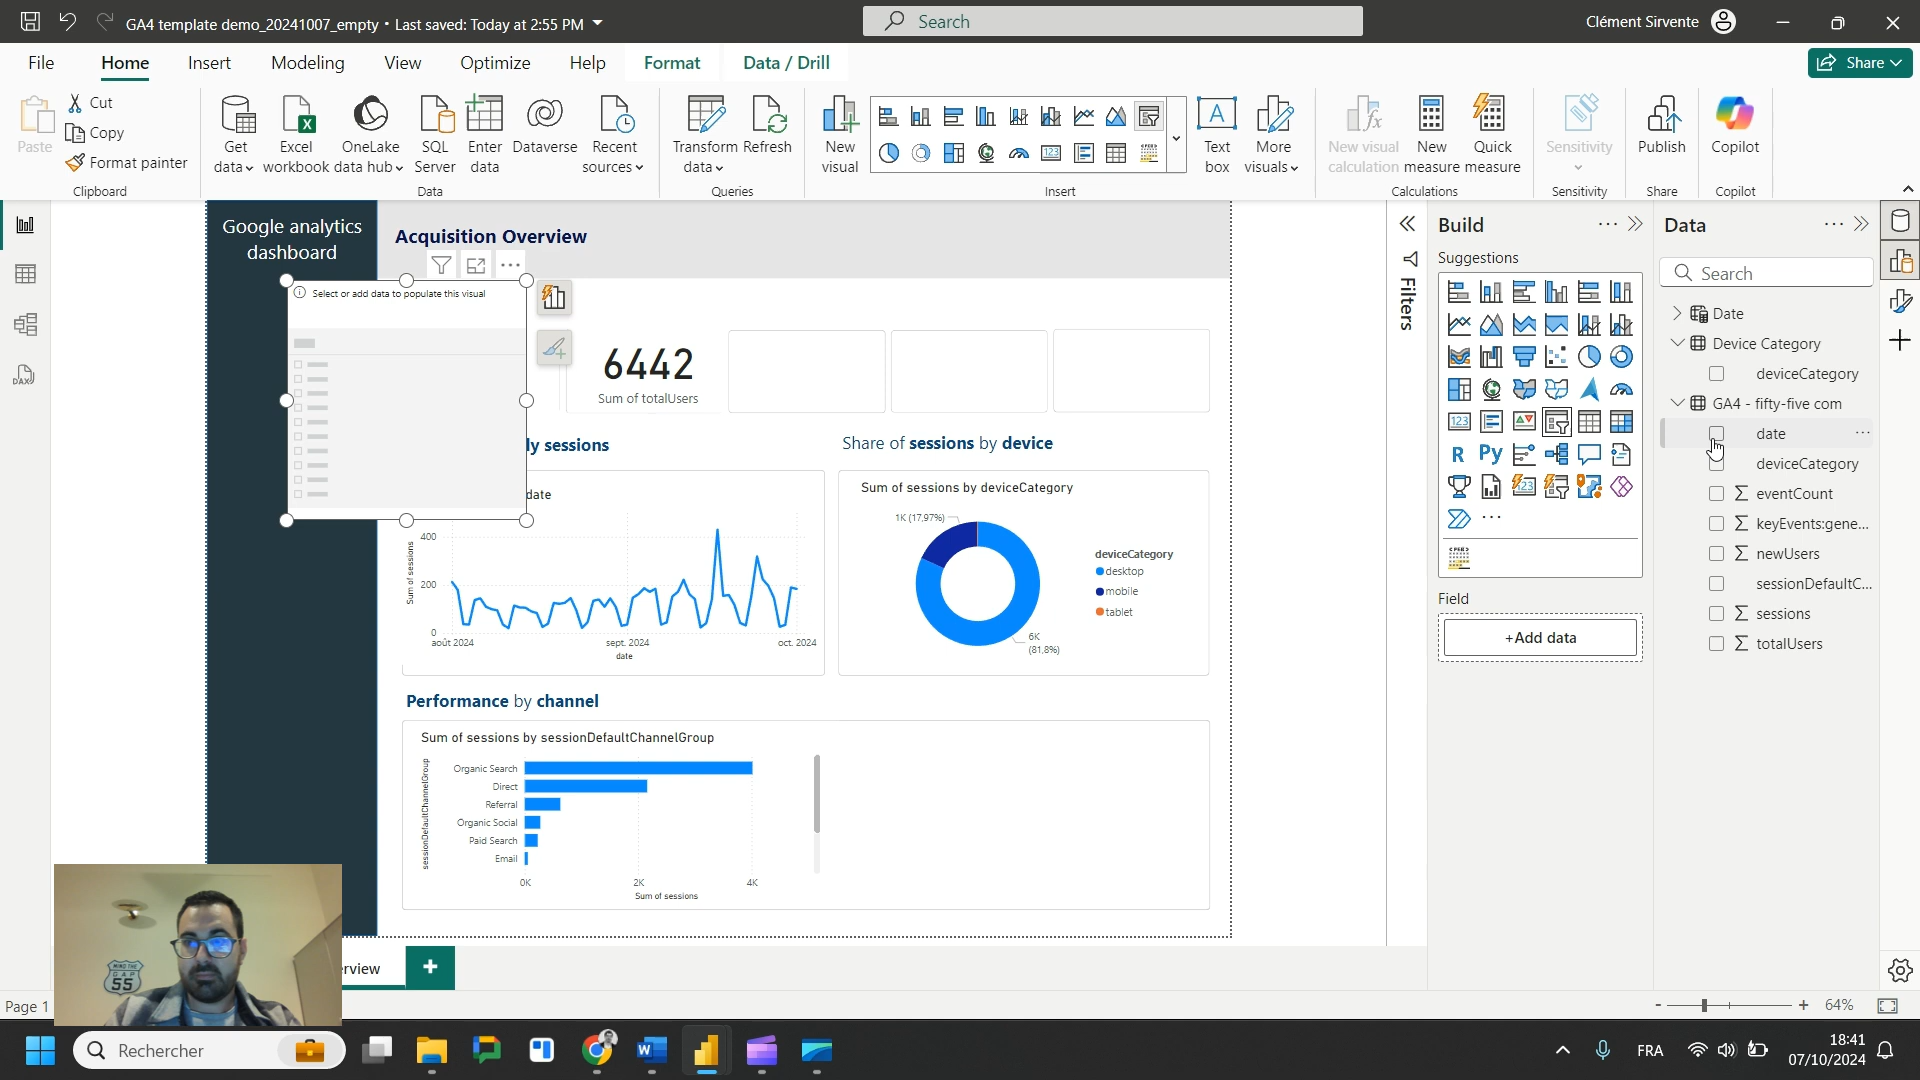 GA4 template demo_20241007_empty • Last saved: Today at 2:55 PM
Search
Clément Sirvente
File
Home
Insert
Modeling
View
Optimize
Help
Format
Data / Drill
Share
Paste
Cut
Copy
Format painter
Clipboard
Get data
Excel workbook
OneLake data hub
SQL Server
Enter data
Dataverse
Recent sources
Data
Transform data
Refresh
Queries
New visual
Text box
More visuals
Insert
New visual calculation
New measure
Quick measure
Calculations
Sensitivity
Sensitivity
Publish
Share
Copilot
Copilot
Google analytics
dashboard
Acquisition Overview
Select or add data to populate this visual
6442
Sum of totalUsers
ly sessions
date
400
200
0
Sum of sessions
août 2024
sept. 2024
oct. 2024
date
Share of sessions by device
Sum of sessions by deviceCategory
1K (17,97%)
6K
(81,8%)
deviceCategory
desktop
mobile
tablet
Performance by channel
Sum of sessions by sessionDefaultChannelGroup
sessionDefaultChannelGroup
Organic Search
Direct
Referral
Organic Social
Paid Search
Email
0K
2K
4K
Sum of sessions
Filters
Build
Suggestions
R
Py
123
Field
+Add data
Data
Search
Date
Device Category
deviceCategory
GA4 - fifty-five com
date
deviceCategory
∑ eventCount
∑ keyEvents:gene...
∑ newUsers
sessionDefaultC...
∑ sessions
∑ totalUsers
DAX
MIND THE
GAP
55
rview
+
Page 1
64%
Rechercher
FRA
18:41
07/10/2024